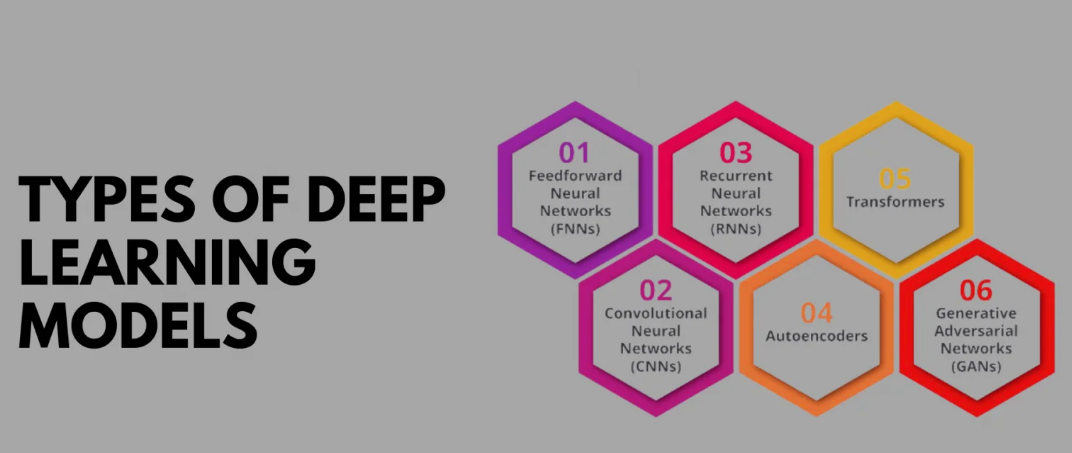 TYPES OF DEEP
LEARNING
MODELS
01
Feedforward
Neural
Networks
(FNNs)
02
Convolutional
Neural
Networks
(CNNs)
03
Recurrent
Neural
Networks
(RNNs)
04
Autoencoders
05
Transformers
06
Generative
Adversarial
Networks
(GANs)